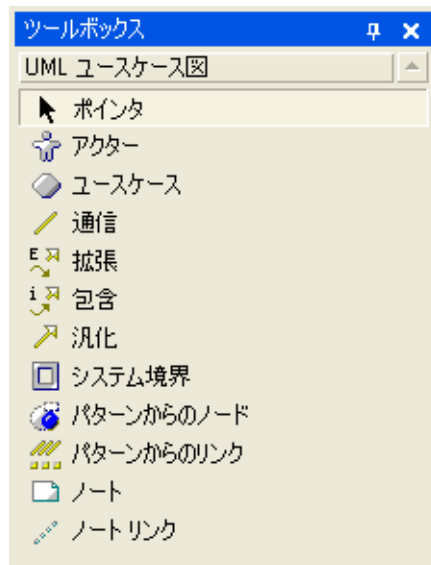 ツールボックス
UML ユースケース図
ポインタ
アクター
ユースケース
通信
E 拡張
i 包含
汎化
システム境界
パターンからのノード
パターンからのリンク
ノート
ノート リンク